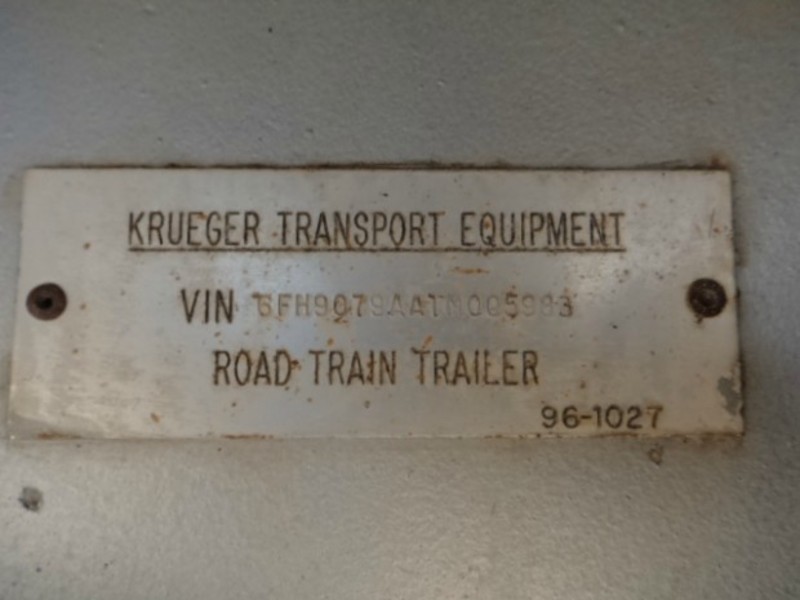 KRUEGER TRANSPORT EQUIPMENT
VIN
ROAD TRAIN TRAILER
96-1027